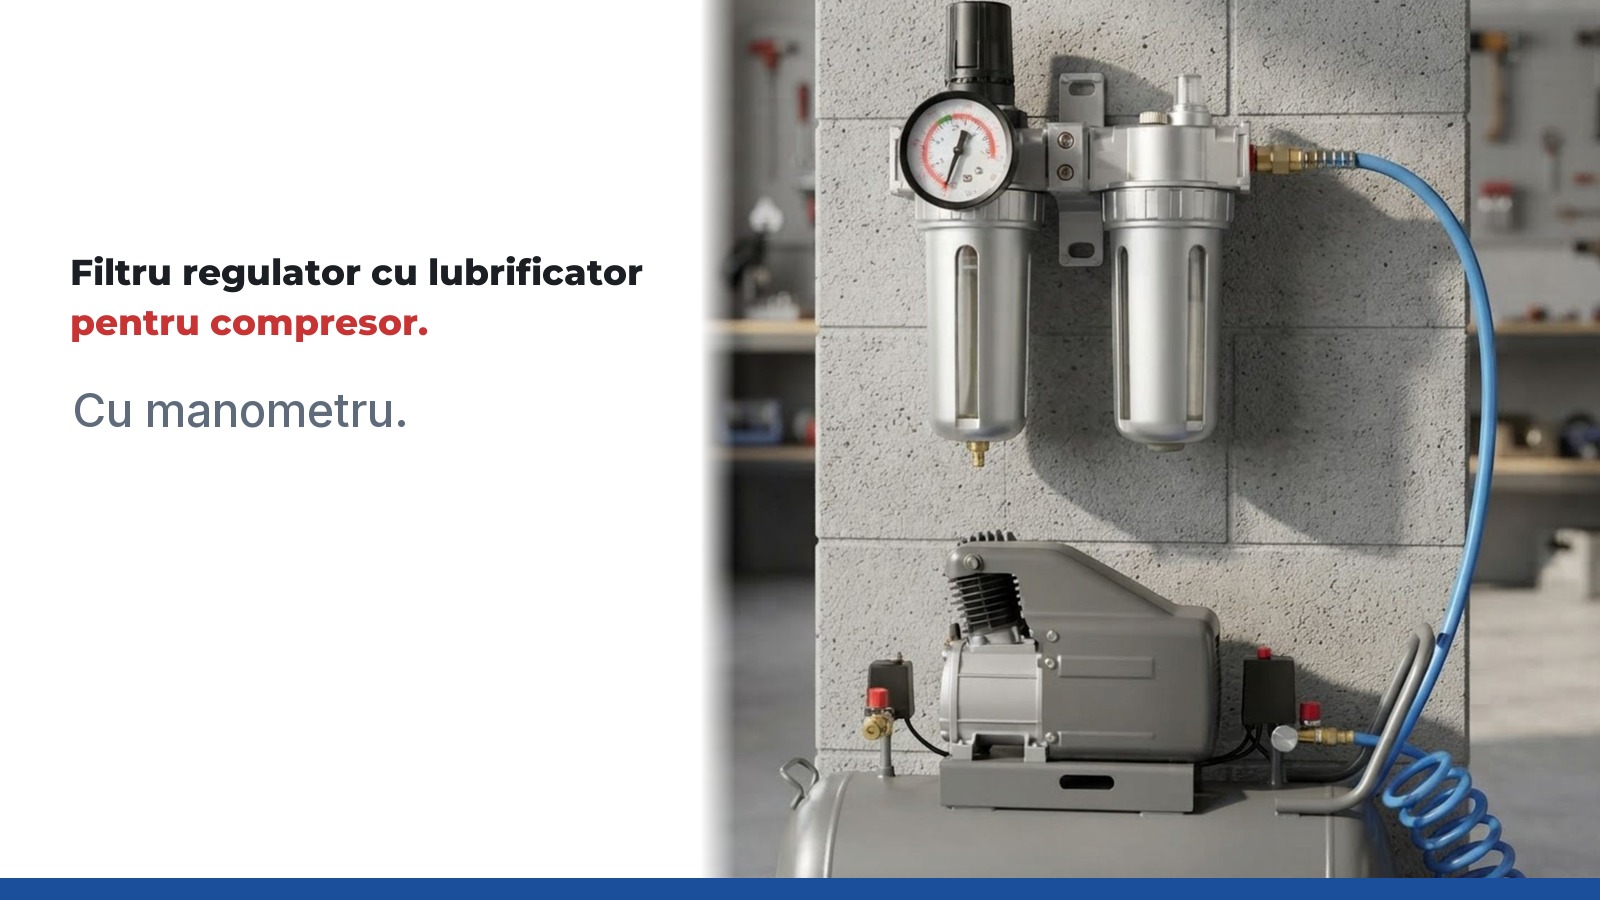 Filtru regulator cu lubrificator
pentru compresor.
Cu manometru.